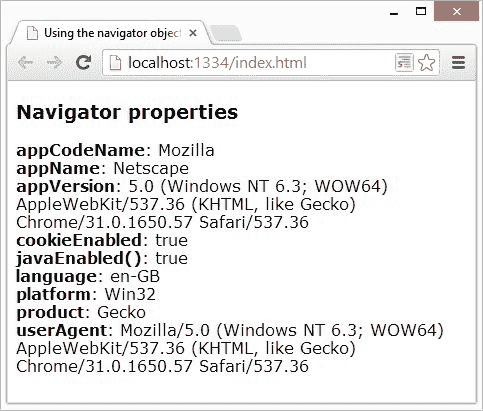 Using the navigator objec
localhost:1334/index.html
Navigator properties
appCodeName: Mozilla
appName: Netscape
appVersion: 5.0 (Windows NT 6.3; WOW64)
AppleWebKit/537.36 (KHTML, like Gecko)
Chrome/31.0.1650.57 Safari/537.36
cookieEnabled: true
javaEnabled(): true
language: en-GB
platform: Win32
product: Gecko
userAgent: Mozilla/5.0 (Windows NT 6.3; WOW64)
AppleWebKit/537.36 (KHTML, like Gecko)
Chrome/31.0.1650.57 Safari/537.36